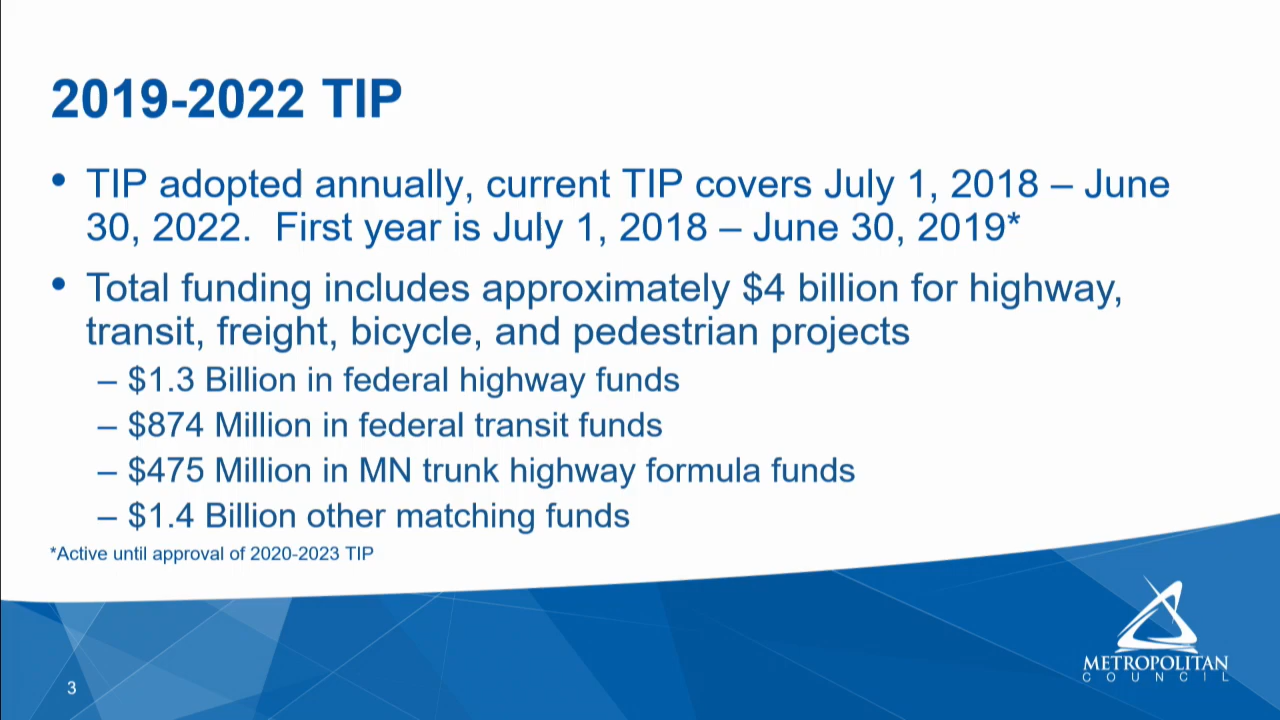 2019-2022 TIP
• TIP adopted annually, current TIP covers July 1, 2018 – June
30, 2022.  First year is July 1, 2018 – June 30, 2019*
• Total funding includes approximately $4 billion for highway,
transit, freight, bicycle, and pedestrian projects
– $1.3 Billion in federal highway funds
– $874 Million in federal transit funds
– $475 Million in MN trunk highway formula funds
– $1.4 Billion other matching funds
*Active until approval of 2020-2023 TIP
3
METROPOLITAN
COUNCIL